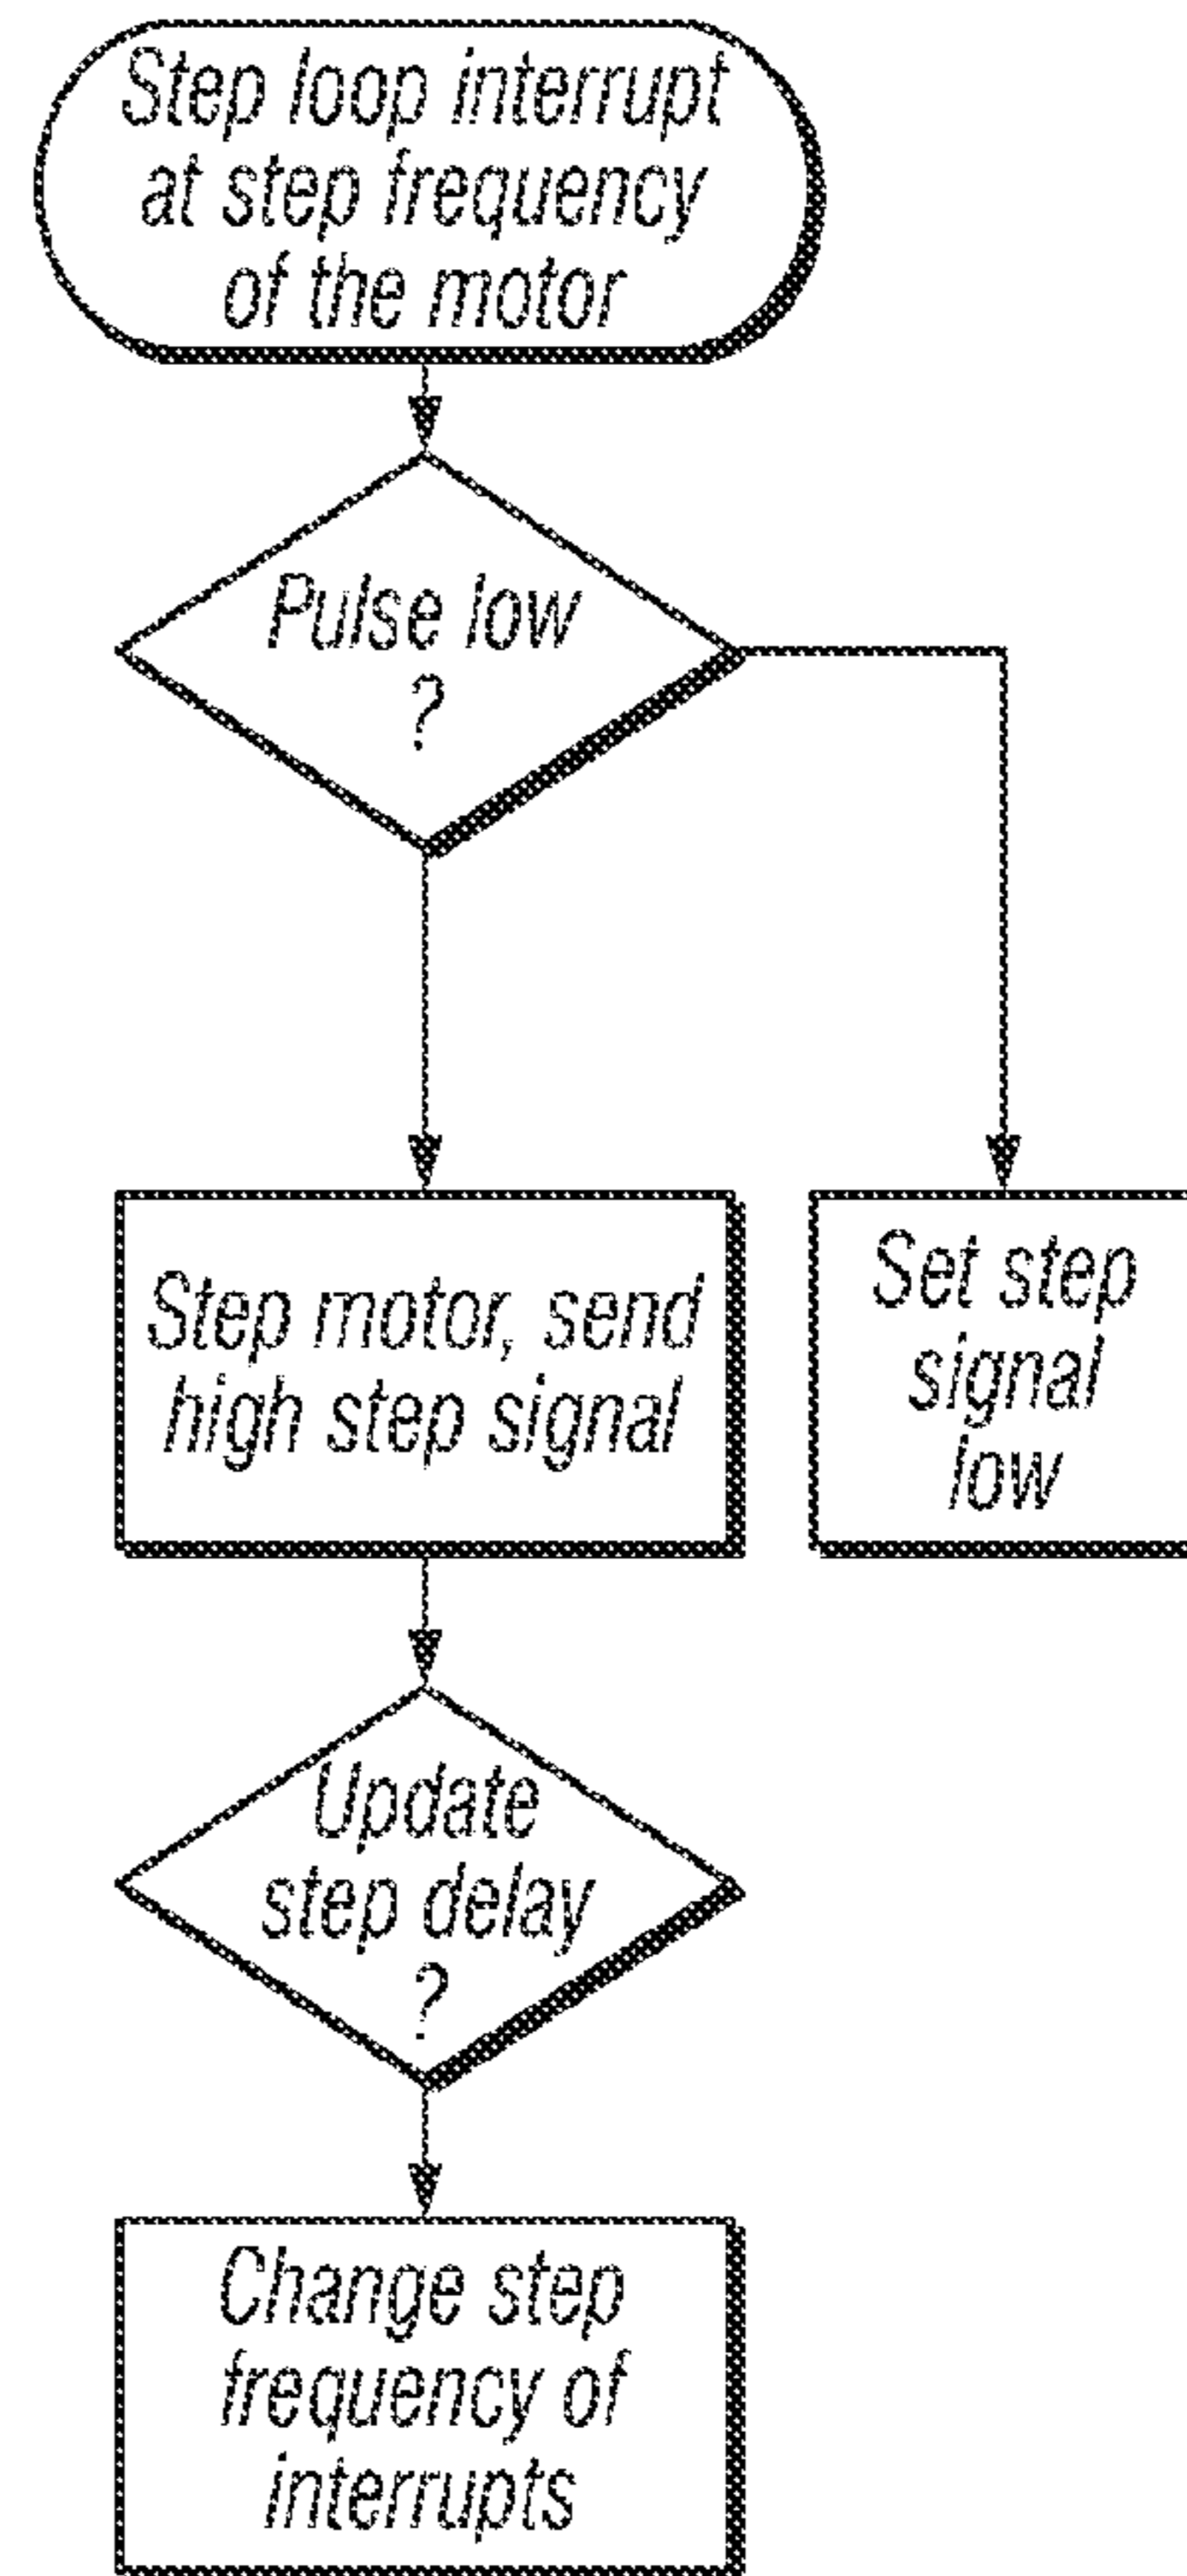 Step loop interrupt
at step frequency
of the motor
Pulse low
?
Step motor, send
high step signal
Set step
signal
low
Update
step delay
?
Change step
frequency of
interrupts